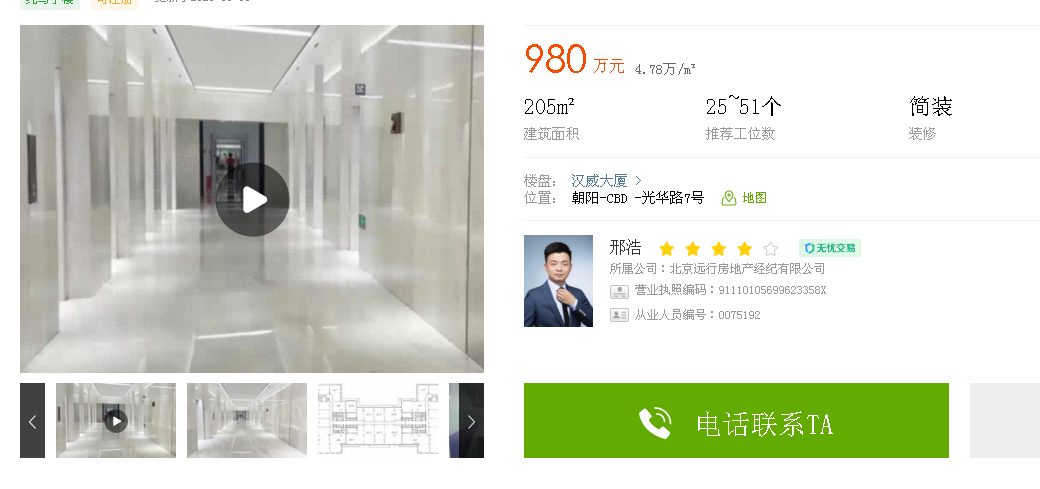 980 万元 4.78万/m²
205m² 25~51个 简装
建筑面积 推荐工位数 装修
楼盘： 汉威大厦 >
位置： 朝阳-CBD -光华路7号 地图
邢浩 无忧交易
所属公司：北京远行房地产经纪有限公司
营业执照编码：91110105699623358X
从业人员编号：0075192
电话联系TA